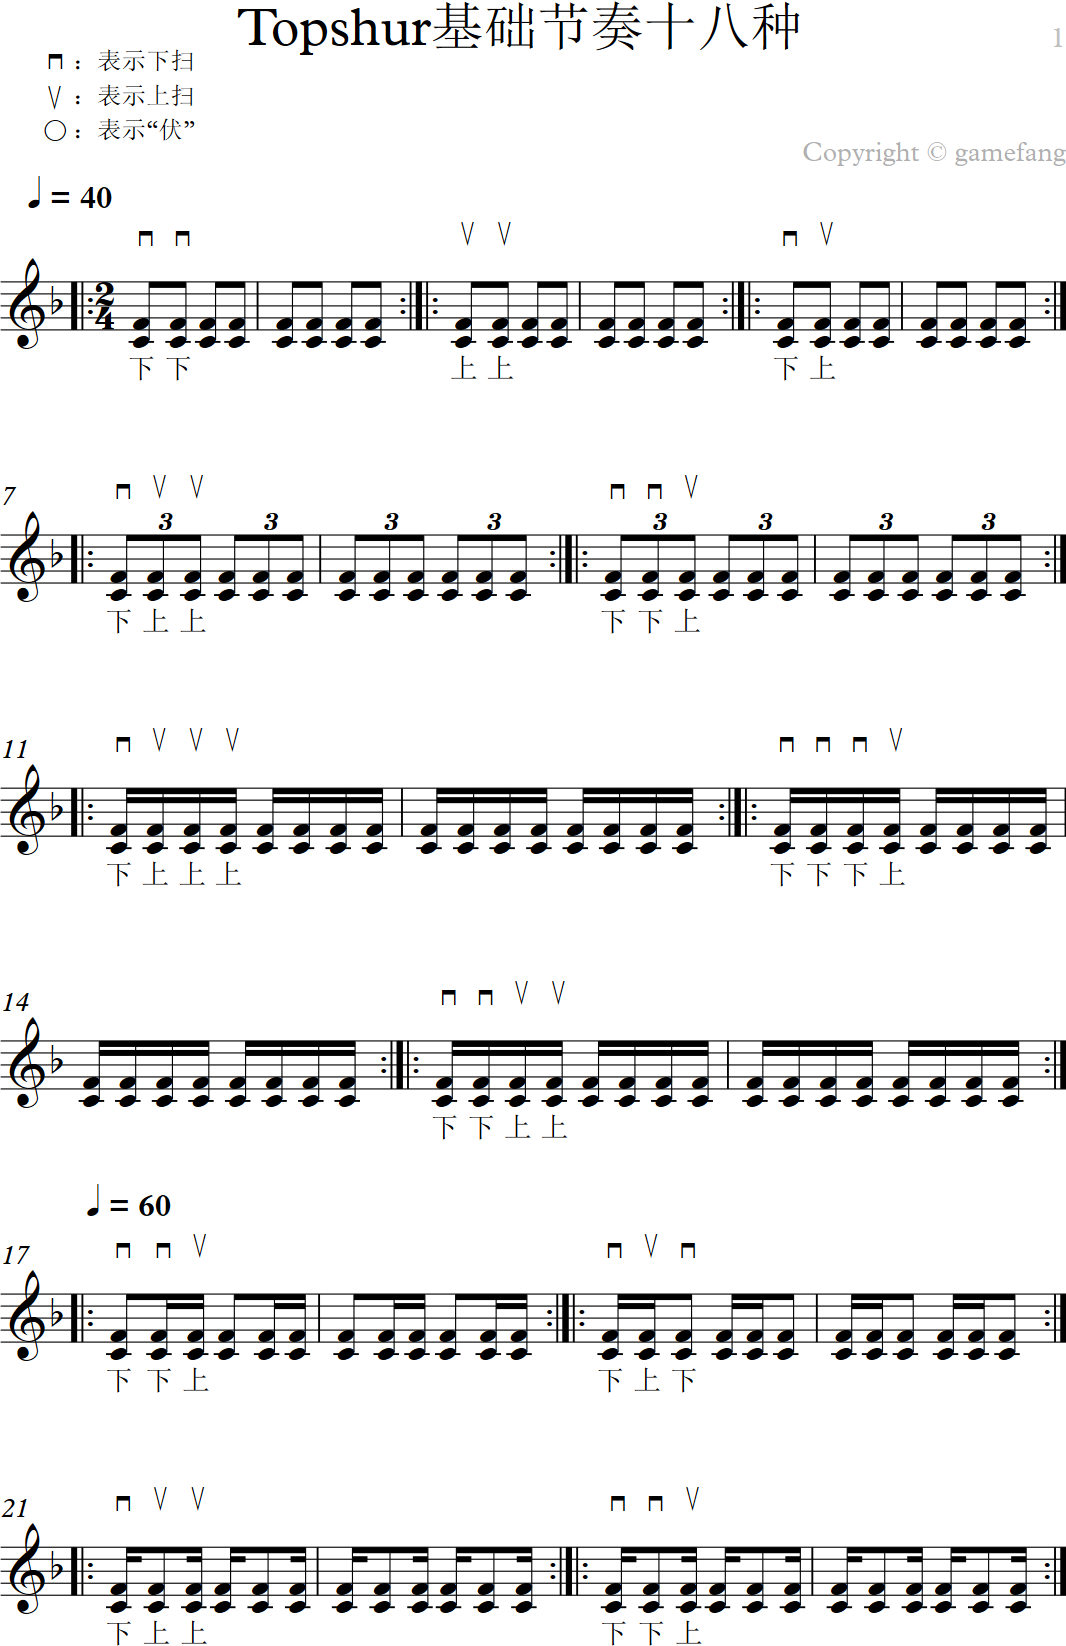 Topshur基础节奏十八种
1
：表示下扫
：表示上扫
：表示“伏”
Copyright © gamefang
= 40
2
4
下 下 上 上 下 上
7
3 3 3 3 3 3 3 3
下 上 上 下 下 上
11
下 上 上 上 下 下 下 上
14
下 下 上 上
= 60
17
下 下 上 下 上 下
21
下 上 上 下 下 上